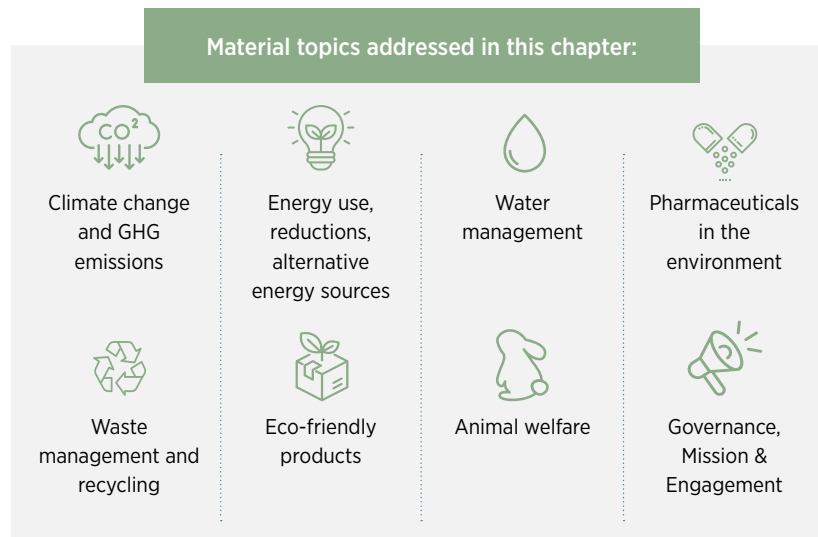 Material topics addressed in this chapter:
CO²
Climate change
and GHG
emissions
Energy use,
reductions,
alternative
energy sources
Water
management
Pharmaceuticals
in the
environment
Waste
management and
recycling
Eco-friendly
products
Animal welfare
Governance,
Mission &
Engagement